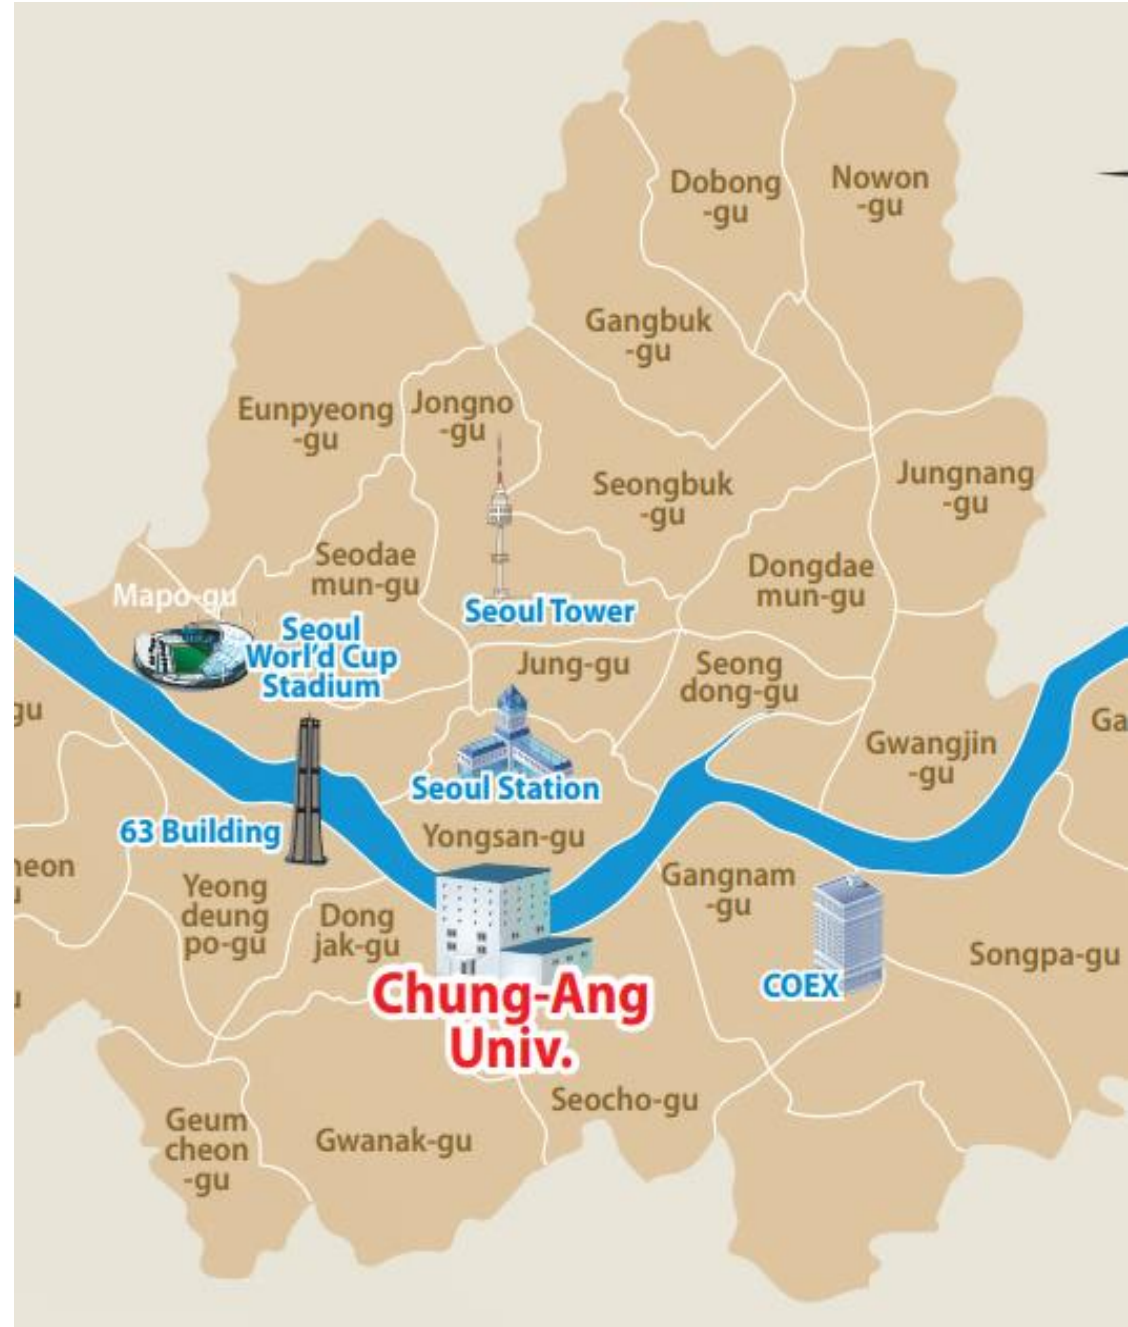 Dobong
-gu
Nowon
-gu
Gangbuk
-gu
Eunpyeong
-gu
Jongno
-gu
Seongbuk
-gu
Jungnang
-gu
Seodae
mun-gu
Dongdae
mun-gu
Mapo-gu
Seoul Tower
Seoul
Worl'd Cup
Stadium
Jung-gu
Seong
dong-gu
gu
Ga
Gwangjin
-gu
Seoul Station
63 Building
Yongsan-gu
heon
Yeong
deung
po-gu
Dong
jak-gu
Gangnam
-gu
Songpa-gu
COEX
Chung-Ang
Univ.
Seocho-gu
Geum
cheon
-gu
Gwanak-gu